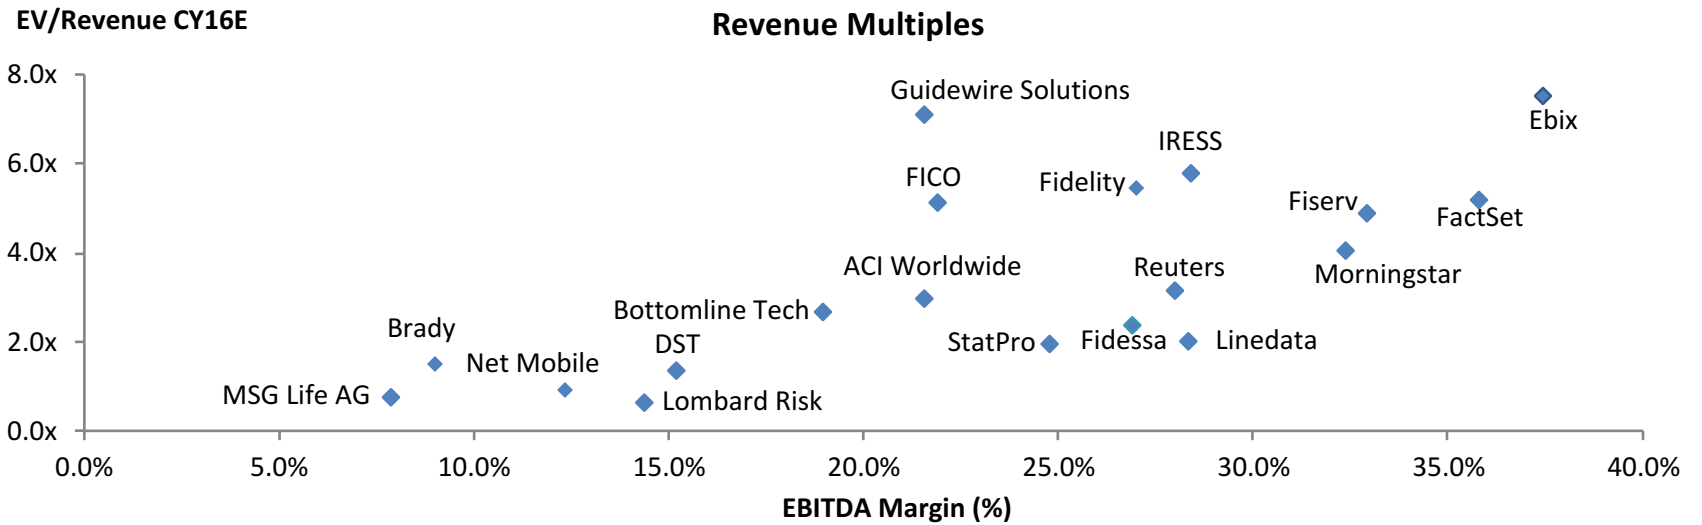 EV/Revenue CY16E
Revenue Multiples
8.0x
6.0x
4.0x
2.0x
0.0x
Guidewire Solutions
Ebix
IRESS
FICO
Fidelity
Fiserv
FactSet
ACI Worldwide
Reuters
Morningstar
Bottomline Tech
Brady
DST
StatPro
Fidessa
Linedata
Net Mobile
MSG Life AG
Lombard Risk
0.0%
5.0%
10.0%
15.0%
20.0%
25.0%
30.0%
35.0%
40.0%
EBITDA Margin (%)